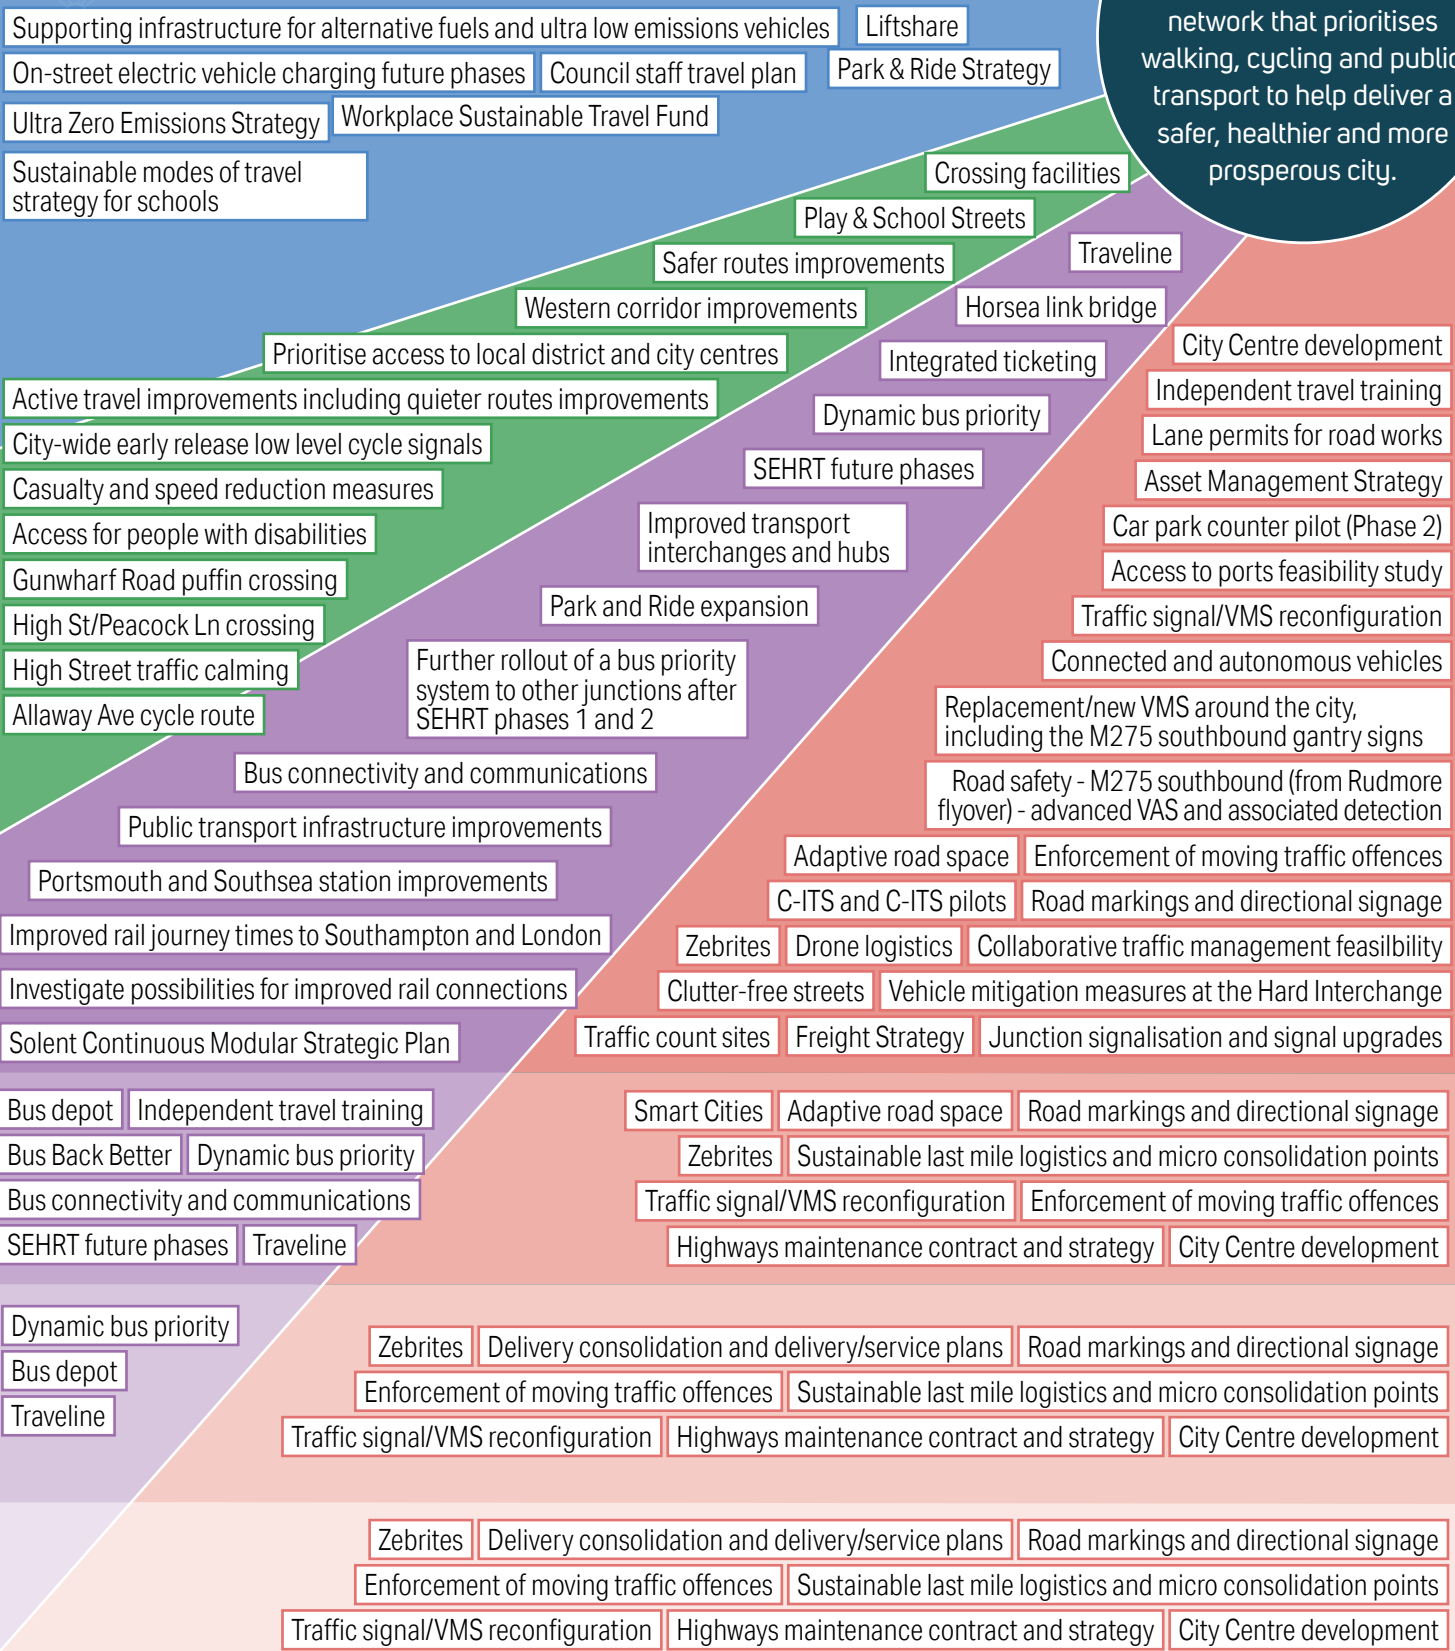 network that prioritises
walking, cycling and public
transport to help deliver a
safer, healthier and more
prosperous city.
Supporting infrastructure for alternative fuels and ultra low emissions vehicles
Liftshare
On-street electric vehicle charging future phases
Council staff travel plan
Park & Ride Strategy
Ultra Zero Emissions Strategy
Workplace Sustainable Travel Fund
Sustainable modes of travel
strategy for schools
Crossing facilities
Play & School Streets
Safer routes improvements
Western corridor improvements
Prioritise access to local district and city centres
Active travel improvements including quieter routes improvements
City-wide early release low level cycle signals
Casualty and speed reduction measures
Access for people with disabilities
Gunwharf Road puffin crossing
High St/Peacock Ln crossing
High Street traffic calming
Allaway Ave cycle route
Traveline
Horsea link bridge
Integrated ticketing
Dynamic bus priority
SEHRT future phases
Improved transport
interchanges and hubs
Park and Ride expansion
Further rollout of a bus priority
system to other junctions after
SEHRT phases 1 and 2
Bus connectivity and communications
Public transport infrastructure improvements
Portsmouth and Southsea station improvements
Improved rail journey times to Southampton and London
Investigate possibilities for improved rail connections
Solent Continuous Modular Strategic Plan
City Centre development
Independent travel training
Lane permits for road works
Asset Management Strategy
Car park counter pilot (Phase 2)
Access to ports feasibility study
Traffic signal/VMS reconfiguration
Connected and autonomous vehicles
Replacement/new VMS around the city,
including the M275 southbound gantry signs
Road safety - M275 southbound (from Rudmore
flyover) - advanced VAS and associated detection
Adaptive road space
Enforcement of moving traffic offences
C-ITS and C-ITS pilots
Road markings and directional signage
Zebrites
Drone logistics
Collaborative traffic management feasilbility
Clutter-free streets
Vehicle mitigation measures at the Hard Interchange
Traffic count sites
Freight Strategy
Junction signalisation and signal upgrades
Bus depot
Independent travel training
Bus Back Better
Dynamic bus priority
Bus connectivity and communications
SEHRT future phases
Traveline
Smart Cities
Adaptive road space
Road markings and directional signage
Zebrites
Sustainable last mile logistics and micro consolidation points
Traffic signal/VMS reconfiguration
Enforcement of moving traffic offences
Highways maintenance contract and strategy
City Centre development
Dynamic bus priority
Bus depot
Traveline
Zebrites
Delivery consolidation and delivery/service plans
Road markings and directional signage
Enforcement of moving traffic offences
Sustainable last mile logistics and micro consolidation points
Traffic signal/VMS reconfiguration
Highways maintenance contract and strategy
City Centre development
Zebrites
Delivery consolidation and delivery/service plans
Road markings and directional signage
Enforcement of moving traffic offences
Sustainable last mile logistics and micro consolidation points
Traffic signal/VMS reconfiguration
Highways maintenance contract and strategy
City Centre development